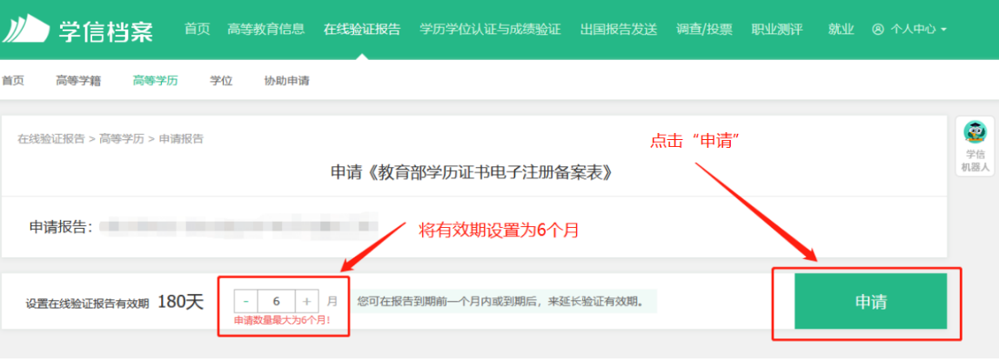 学信档案 首页 高等教育信息 在线验证报告 学历学位认证与成绩验证 出国报告发送 调查/投票 职业测评 就业 个人中心
首页 高等学籍 高等学历 学位 协助申请
在线验证报告 > 高等学历 > 申请报告
点击“申请”
学信
机器人
申请《教育部学历证书电子注册备案表》
申请报告：
将有效期设置为6个月
设置在线验证报告有效期 180天 - 6 + 月 您可在报告到期前一个月内或到期后，来延长验证有效期。 申请
申请数量最大为6个月!